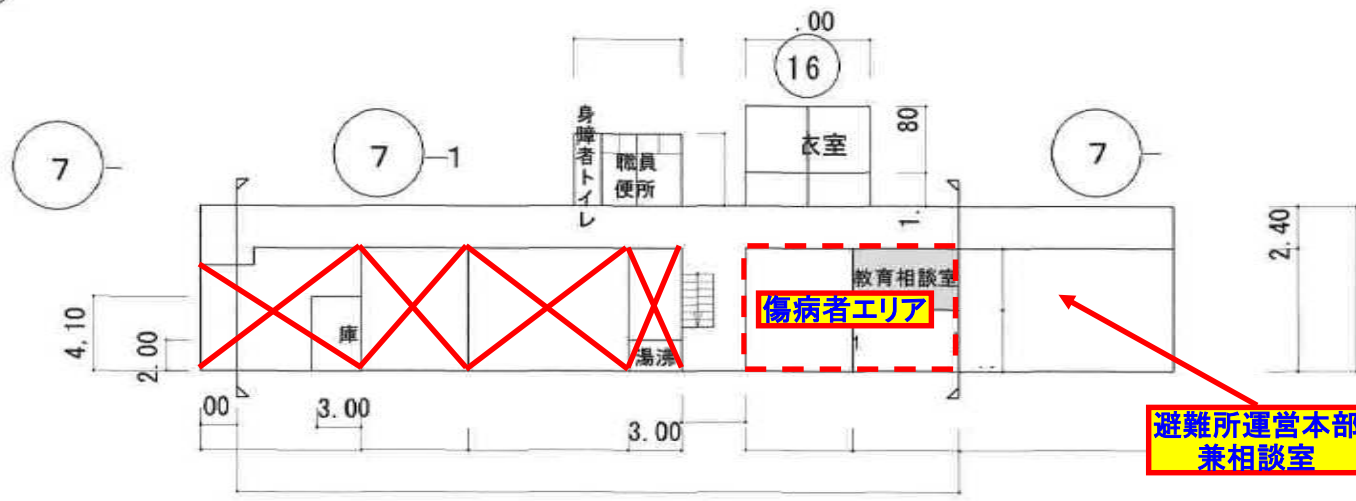 .00
16
7
7
-1
7
身障者トイレ
職員
便所
衣室
80
1.
2.40
教育相談室
傷病者エリア
4,10
2.00
庫
湯沸
1
.00
3.00
3.00
避難所運営本部
兼相談室